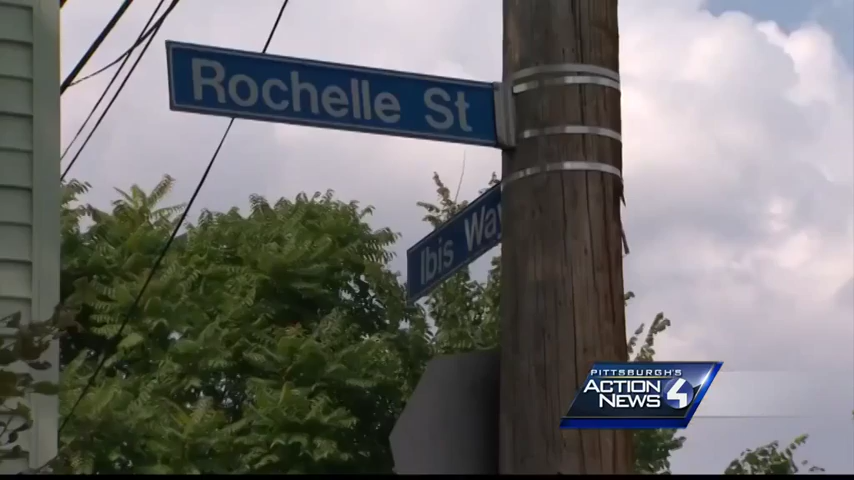 Rochelle St
Ibis Way
PITTSBURGH'S
ACTION
NEWS 4